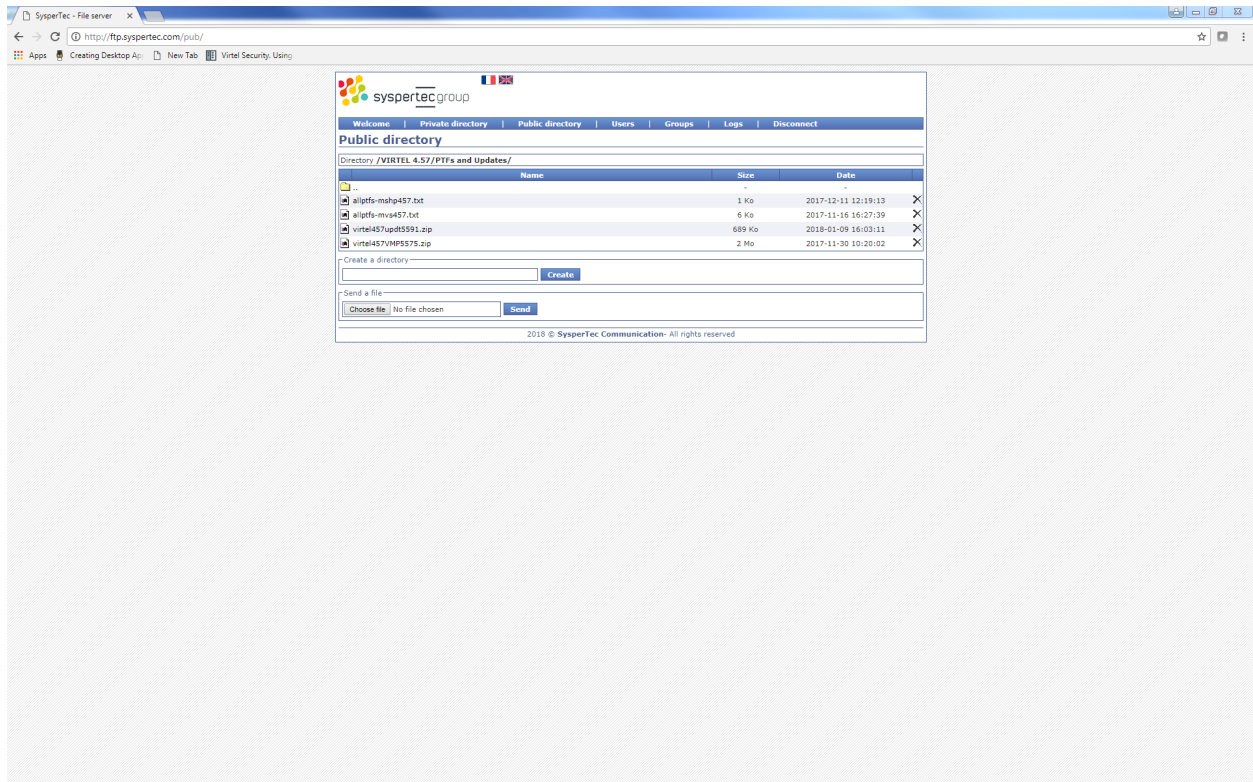 SysperTec - File server
http://ftp.syspertec.com/pub/
Apps Creating Desktop Ap New Tab Virtel Security. Using
syspertecgroup
Welcome | Private directory | Public directory | Users | Groups | Logs | Disconnect
Public directory
Directory /VIRTEL 4.57/PTFs and Updates/
Name Size Date
.. - -
allptfs-mshp457.txt 1 Ko 2017-12-11 12:19:13
allptfs-mvs457.txt 6 Ko 2017-11-16 16:27:39
virtel457updt5591.zip 689 Ko 2018-01-09 16:03:11
virtel457VMP5575.zip 2 Mo 2017-11-30 10:20:02
Create a directory
Create
Send a file
Choose file No file chosen Send
2018 © SysperTec Communication- All rights reserved